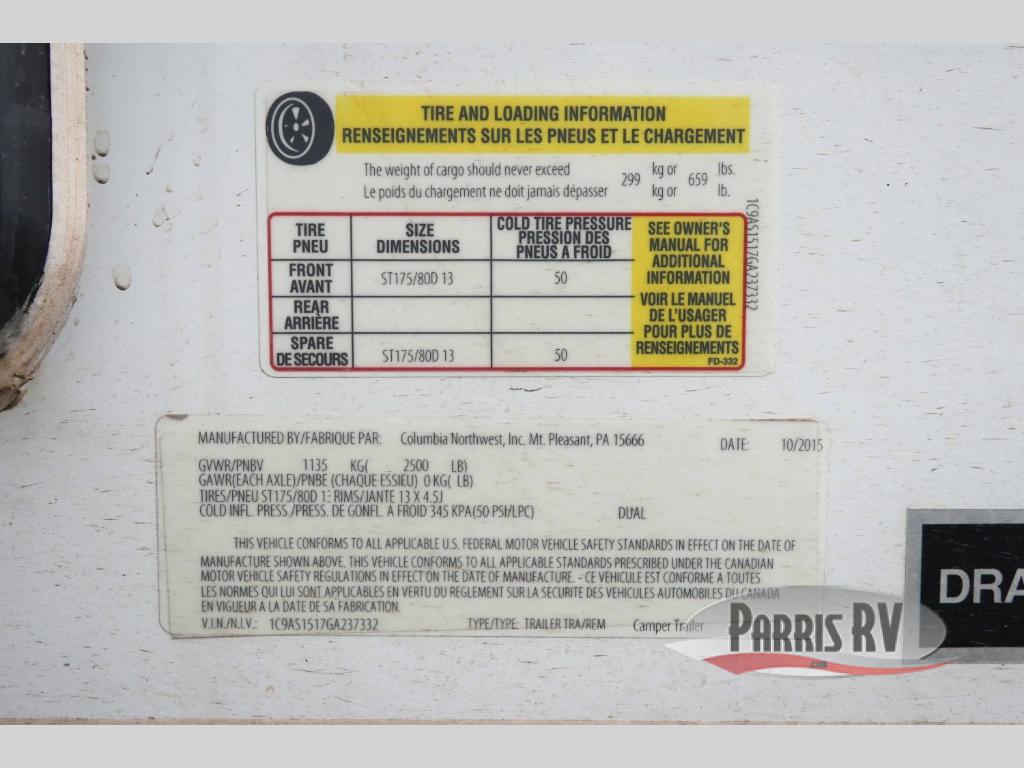 TIRE AND LOADING INFORMATION
RENSEIGNEMENTS SUR LES PNEUS ET LE CHARGEMENT
The weight of cargo should never exceed 299 kg or 659 lbs.
Le poids du chargement ne doit jamais dépasser kg or lb.
TIRE PNEU SIZE DIMENSIONS COLD TIRE PRESSURE PRESSION DES PNEUS A FROID
FRONT AVANT ST175/80D 13 50
REAR ARRIÈRE
SPARE DE SECOURS ST175/80D 13 50
SEE OWNER'S
MANUAL FOR
ADDITIONAL
INFORMATION
VOIR LE MANUEL
DE L'USAGER
POUR PLUS DE
RENSEIGNEMENTS
FD-332
1C9AS1517GA237332
MANUFACTURED BY/FABRIQUE PAR: Columbia Northwest, Inc. Mt. Pleasant, PA 15666 DATE: 10/2015
GVWR/PNBV 1135 KG( 2500 LB)
GAWR(EACH AXLE)/PNBE (CHAQUE ESSIEU) 0 KG( LB)
TIRES/PNEU ST175/80D 13 RIMS/JANTE 13 X 4.5J
COLD INFL. PRESS./PRESS. DE GONFL. A FROID 345 KPA(50 PSI/LPC) DUAL
THIS VEHICLE CONFORMS TO ALL APPLICABLE U.S. FEDERAL MOTOR VEHICLE SAFETY STANDARDS IN EFFECT ON THE DATE OF
MANUFACTURE SHOWN ABOVE. THIS VEHICLE CONFORMS TO ALL APPLICABLE STANDARDS PRESCRIBED UNDER THE CANADIAN
MOTOR VEHICLE SAFETY REGULATIONS IN EFFECT ON THE DATE OF MANUFACTURE. - CE VEHICULE EST CONFORME A TOUTES
LES NORMES QUI LUI SONT APPLICABLES EN VERTU DU REGLEMENT SUR LA SECURITE DES VEHICULES AUTOMOBILES DU CANADA
EN VIGUEUR A LA DATE DE SA FABRICATION.
V.I.N./N.I.V.: 1C9AS1517GA237332 TYPE/TYPE: TRAILER TRA/REM Camper Trailer
DRA
PARRIS RV
.com